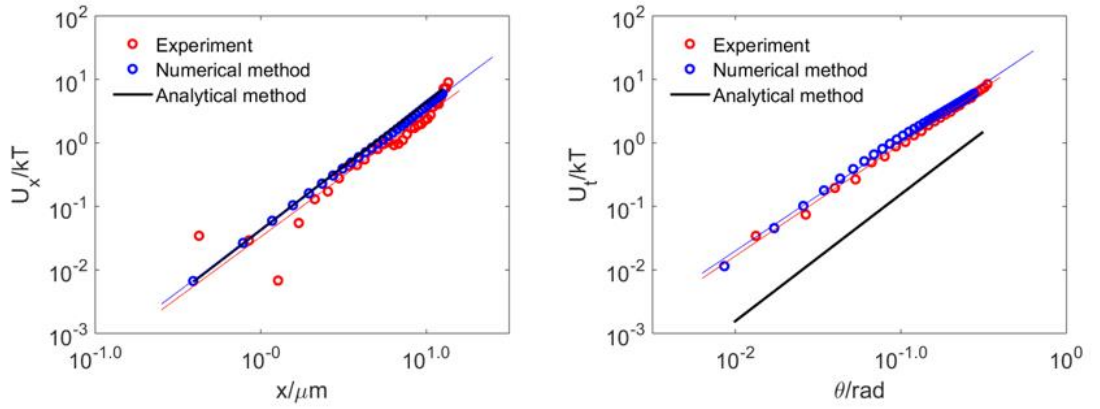 10^2
10^1
10^0
10^-1
10^-2
10^-3
U_x/kT
Experiment
Numerical method
Analytical method
10^1.0
10^-0
10^1.0
x/μm
10^2
10^1
10^0
10^-1
10^-2
10^-3
U_t/kT
Experiment
Numerical method
Analytical method
10^-2
10^-1.0
10^0
θ/rad